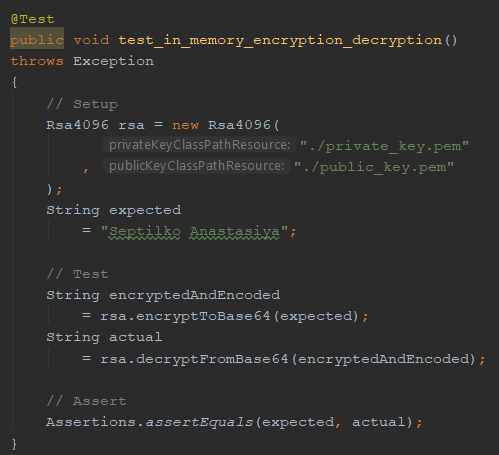 @Test
public void test_in_memory_encryption_decryption()
throws Exception
{
// Setup
Rsa4096 rsa = new Rsa4096(
privateKeyClassPathResource: "./private_key.pem"
, publicKeyClassPathResource: "./public_key.pem"
);
String expected
= "Septilko Anastasiya";
// Test
String encryptedAndEncoded
= rsa.encryptToBase64(expected);
String actual
= rsa.decryptFromBase64(encryptedAndEncoded);
// Assert
Assertions.assertEquals(expected, actual);
}